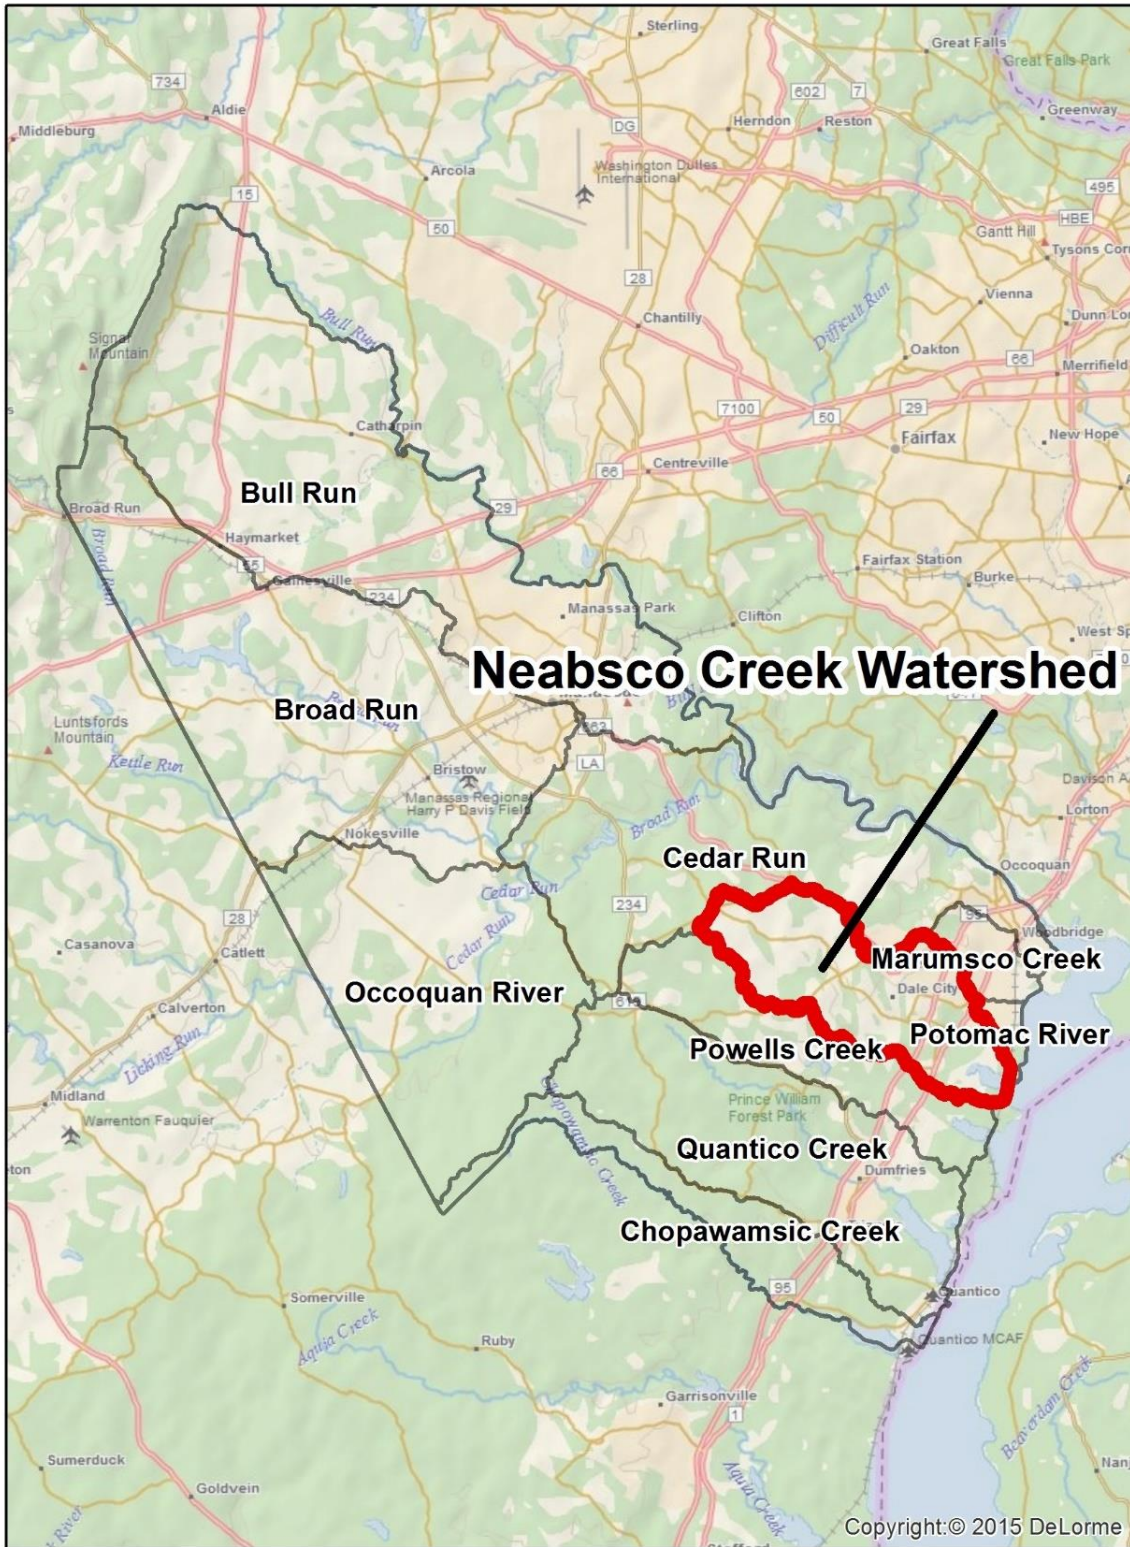 Sterling
Great Falls
Great Falls Park
734
602
7
Aldie
Greenway
Middleburg
DG
Herndon
Reston
Washington Dulles
International
Arcola
495
15
HBE
50
Gantt Hill
Tysons Cor
28
Vienna
Bull Run
Chantilly
Difficult Run
Dunn Lo
Signal
Mountain
Oakton
66
Merrifield
7100
50
29
Catharpin
Fairfax
New Hope
66
Centreville
Bull Run
29
Broad Run
Broad Run
Haymarket
55
Gainesville
Fairfax Station
Burke
234
Manassas Park
Clifton
West Sp
Neabsco Creek Watershed
Broad Run
Luntsfords
Mountain
Kettle Run
LA
Bristow
Manassas Regional
Harry P Davis Field
Davison A
Broad Run
Lorton
Nokesville
Cedar Run
Occoquan
Cedar Run
234
28
95
Woodbridge
Casanova
Cedar Run
Catlett
Marumsco Creek
Occoquan River
Dale City
Calverton
Potomac River
Licking Run
Powells Creek
Midland
Prince William
Forest Park
Warrenton Fauquier
Chopawamsic Creek
Quantico Creek
eton
Dumfries
Chopawamsic Creek
95
Quantico
Somerville
Aquia Creek
Ruby
Quantico MCAF
Garrisonville
1
Beaverdam Creek
Sumerduck
Nanj
Goldvein
Aquia Creek
River
Copyright:© 2015 DeLorme